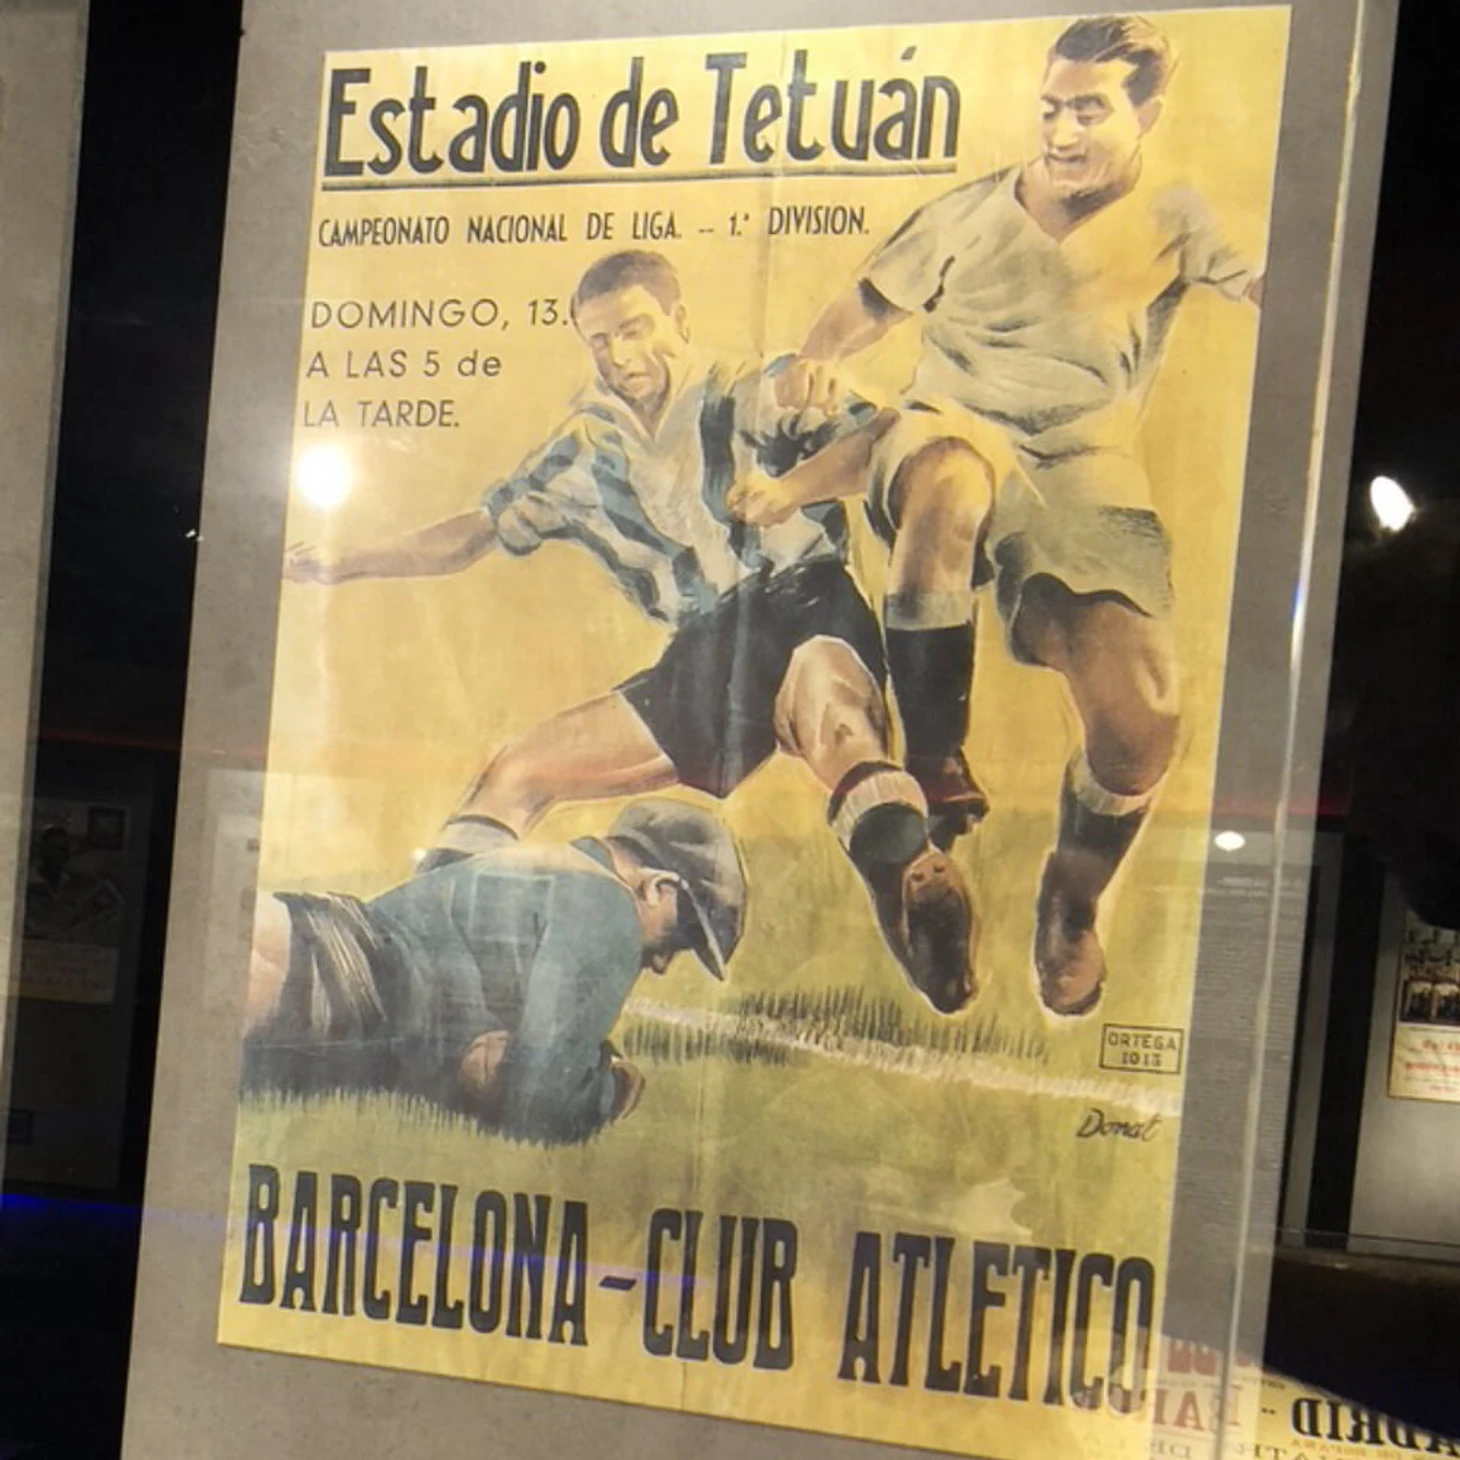 Estadio de Tetuán
CAMPEONATO NACIONAL DE LIGA. -- 1.ª DIVISION.
DOMINGO, 13.
A LAS 5 de
LA TARDE.
ORTEGA
1013
Donat
BARCELONA - CLUB ATLETICO